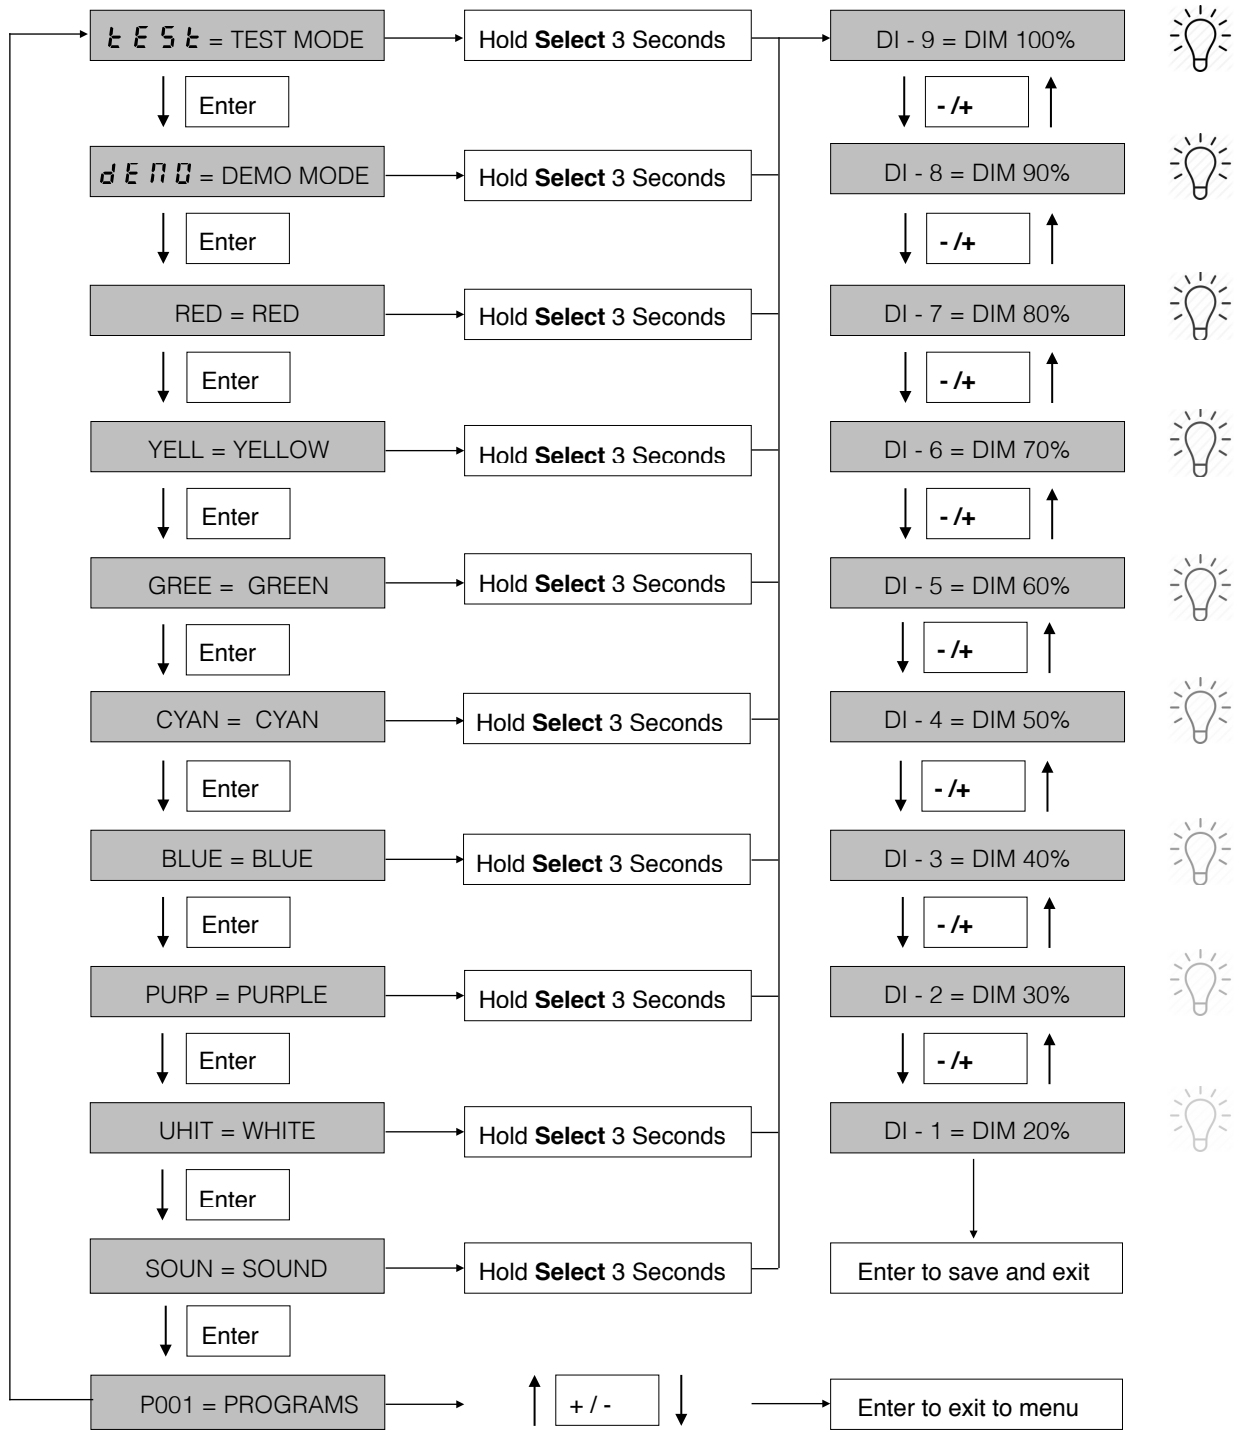 tESt = TEST MODE
Hold Select 3 Seconds
DI - 9 = DIM 100%
Enter
- /+
dEMO = DEMO MODE
Hold Select 3 Seconds
DI - 8 = DIM 90%
Enter
- /+
RED = RED
Hold Select 3 Seconds
DI - 7 = DIM 80%
Enter
- /+
YELL = YELLOW
Hold Select 3 Seconds
DI - 6 = DIM 70%
Enter
- /+
GREE = GREEN
Hold Select 3 Seconds
DI - 5 = DIM 60%
Enter
- /+
CYAN = CYAN
Hold Select 3 Seconds
DI - 4 = DIM 50%
Enter
- /+
BLUE = BLUE
Hold Select 3 Seconds
DI - 3 = DIM 40%
Enter
- /+
PURP = PURPLE
Hold Select 3 Seconds
DI - 2 = DIM 30%
Enter
- /+
UHIT = WHITE
Hold Select 3 Seconds
DI - 1 = DIM 20%
Enter
SOUN = SOUND
Hold Select 3 Seconds
Enter to save and exit
Enter
P001 = PROGRAMS
+ / -
Enter to exit to menu